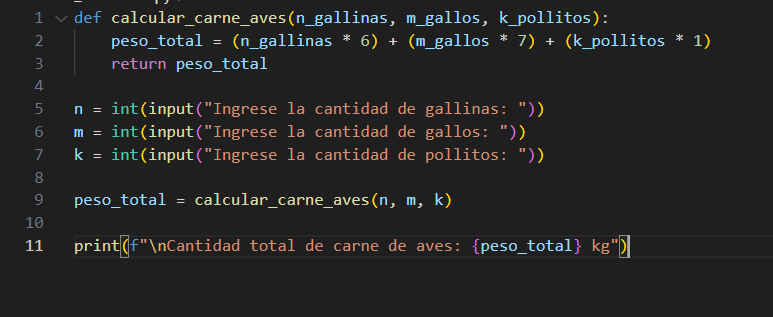 1 def calcular_carne_aves(n_gallinas, m_gallos, k_pollitos):
2     peso_total = (n_gallinas * 6) + (m_gallos * 7) + (k_pollitos * 1)
3     return peso_total
4
5 n = int(input("Ingrese la cantidad de gallinas: "))
6 m = int(input("Ingrese la cantidad de gallos: "))
7 k = int(input("Ingrese la cantidad de pollitos: "))
8
9 peso_total = calcular_carne_aves(n, m, k)
10
11 print(f"\nCantidad total de carne de aves: {peso_total} kg")